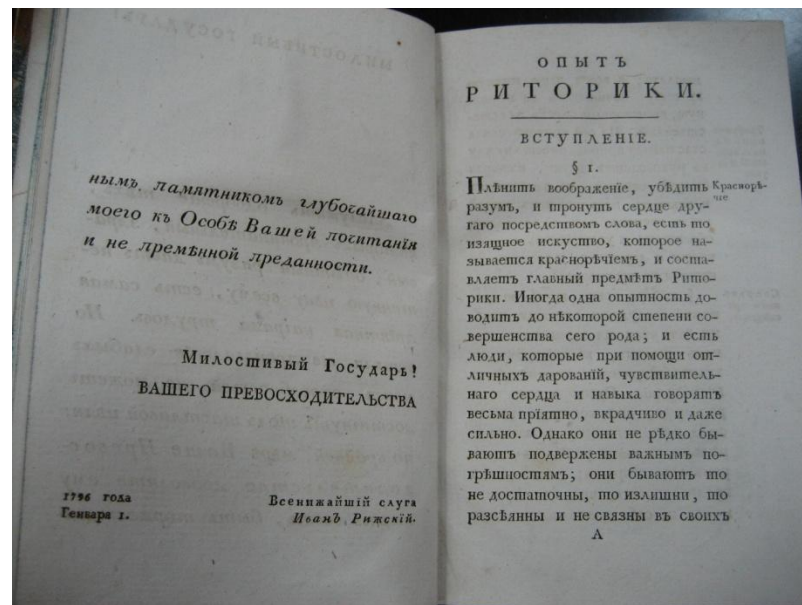 нымъ памятникомъ глубочайшаго
моего къ Особѣ Вашей почитанія
и не премѣнной преданности.
Милостивый Государь!
ВАШЕГО ПРЕВОСХОДИТЕЛЬСТВА
1796 года
Генваря 1.
Всенижайшій слуга
Иванъ Рижскій.
ОПЫТЪ
РИТОРИКИ.
ВСТУПЛЕНІЕ.
§ 1.
Плѣнить воображеніе, убѣдить
Краснорѣ-
чіе
разумъ, и тронуть сердце дру-
гаго посредствомъ слова, есть то
изящное искуство, которое на-
зывается краснорѣчіемъ, и соста-
вляетъ главный предмѣтъ Рито-
рики. Иногда одна опытность до-
водитъ до нѣкоторой степени со-
вершенства сего рода; и есть
люди, которые при помощи от-
личныхъ дарованій, чувствитель-
наго сердца и навыка говорятъ
весьма пріятно, вкрадчиво и даже
сильно. Однако они не рѣдко бы-
ваютъ подвержены важнымъ по-
грѣшностямъ; они бываютъ то
не достаточны, то излишни, то
разсѣянны и не связны въ своихъ
А